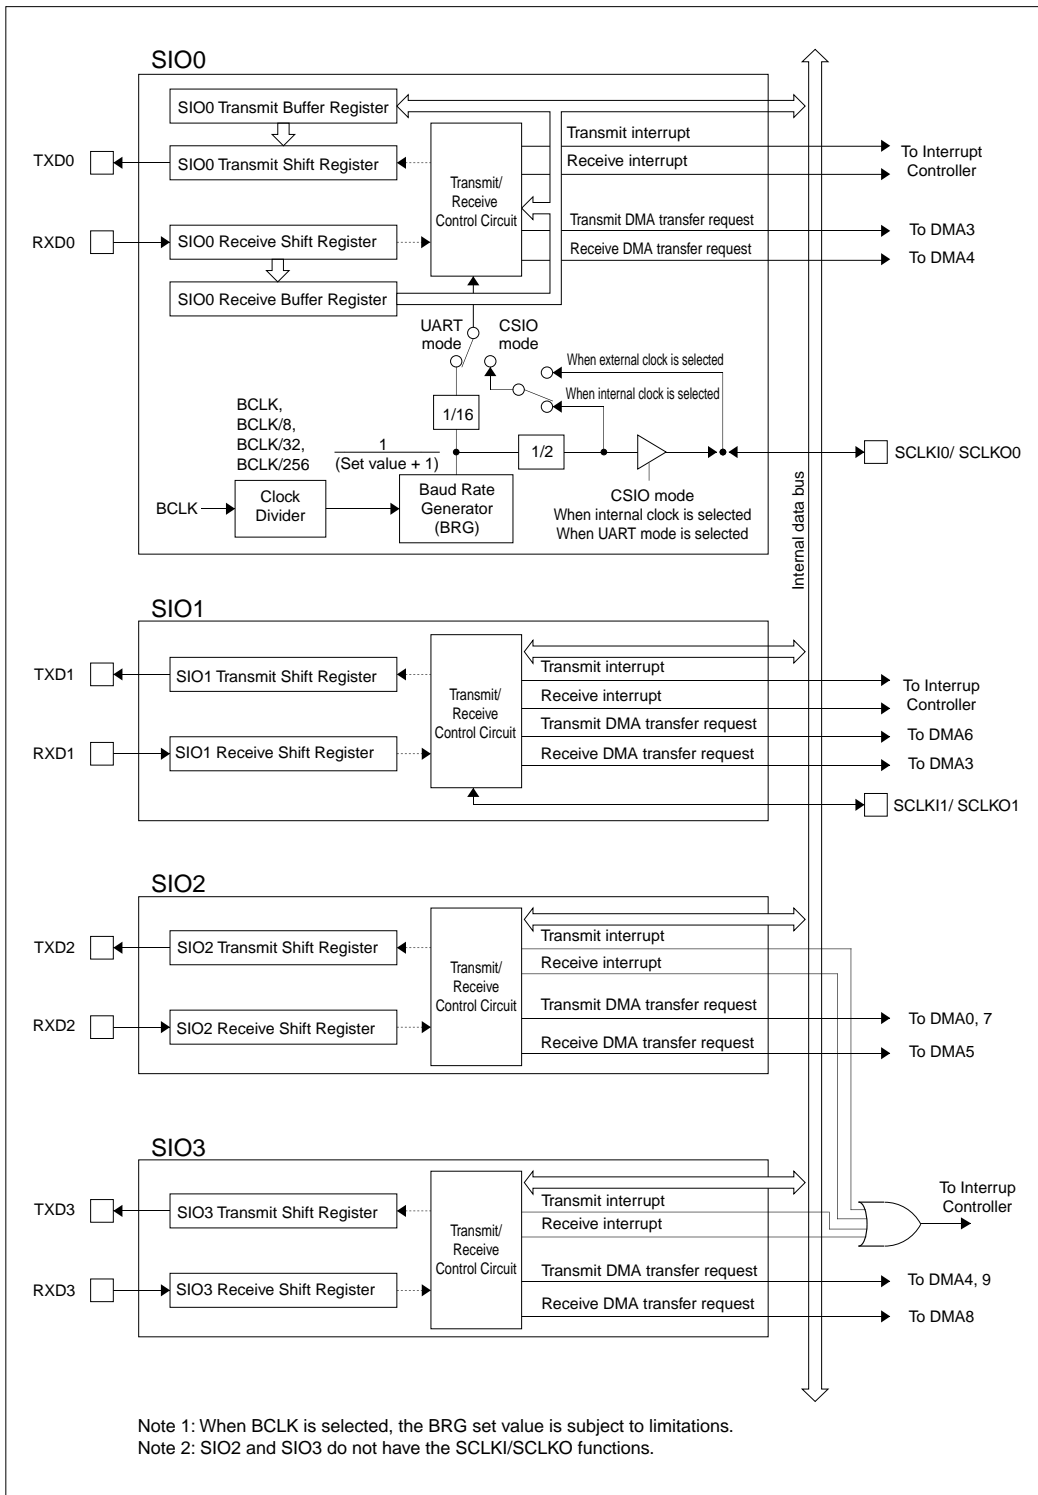 SIO0
SIO0 Transmit Buffer Register
TXD0
SIO0 Transmit Shift Register
RXD0
SIO0 Receive Shift Register
SIO0 Receive Buffer Register
Transmit/
Receive
Control Circuit
Transmit interrupt
Receive interrupt
To Interrupt
Controller
Transmit DMA transfer request
To DMA3
Receive DMA transfer request
To DMA4
UART
mode
CSIO
mode
When external clock is selected
When internal clock is selected
BCLK,
BCLK/8,
BCLK/32,
BCLK/256
1
(Set value + 1)
1/16
1/2
SCLKI0/ SCLKO0
BCLK
Clock
Divider
Baud Rate
Generator
(BRG)
CSIO mode
When internal clock is selected
When UART mode is selected
Internal data bus
SIO1
TXD1
SIO1 Transmit Shift Register
RXD1
SIO1 Receive Shift Register
Transmit/
Receive
Control Circuit
Transmit interrupt
Receive interrupt
To Interrup
Controller
Transmit DMA transfer request
To DMA6
Receive DMA transfer request
To DMA3
SCLKI1/ SCLKO1
SIO2
TXD2
SIO2 Transmit Shift Register
RXD2
SIO2 Receive Shift Register
Transmit/
Receive
Control Circuit
Transmit interrupt
Receive interrupt
Transmit DMA transfer request
To DMA0, 7
Receive DMA transfer request
To DMA5
SIO3
TXD3
SIO3 Transmit Shift Register
RXD3
SIO3 Receive Shift Register
Transmit/
Receive
Control Circuit
Transmit interrupt
Receive interrupt
To Interrup
Controller
Transmit DMA transfer request
To DMA4, 9
Receive DMA transfer request
To DMA8
Note 1: When BCLK is selected, the BRG set value is subject to limitations.
Note 2: SIO2 and SIO3 do not have the SCLKI/SCLKO functions.